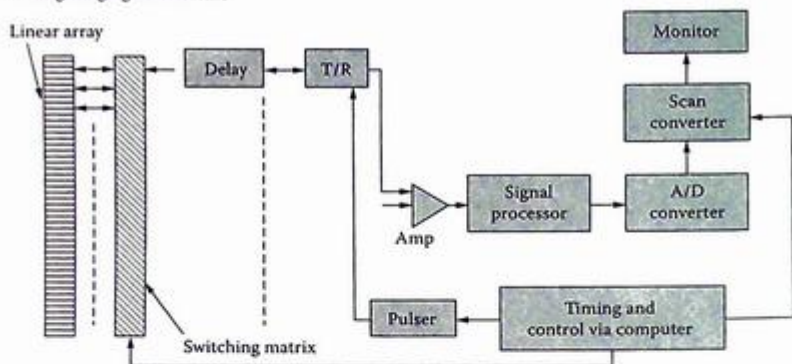 Linear array
Delay
T/R
Monitor
Scan
converter
Signal
processor
A/D
converter
Amp
Pulser
Timing and
control via computer
Switching matrix